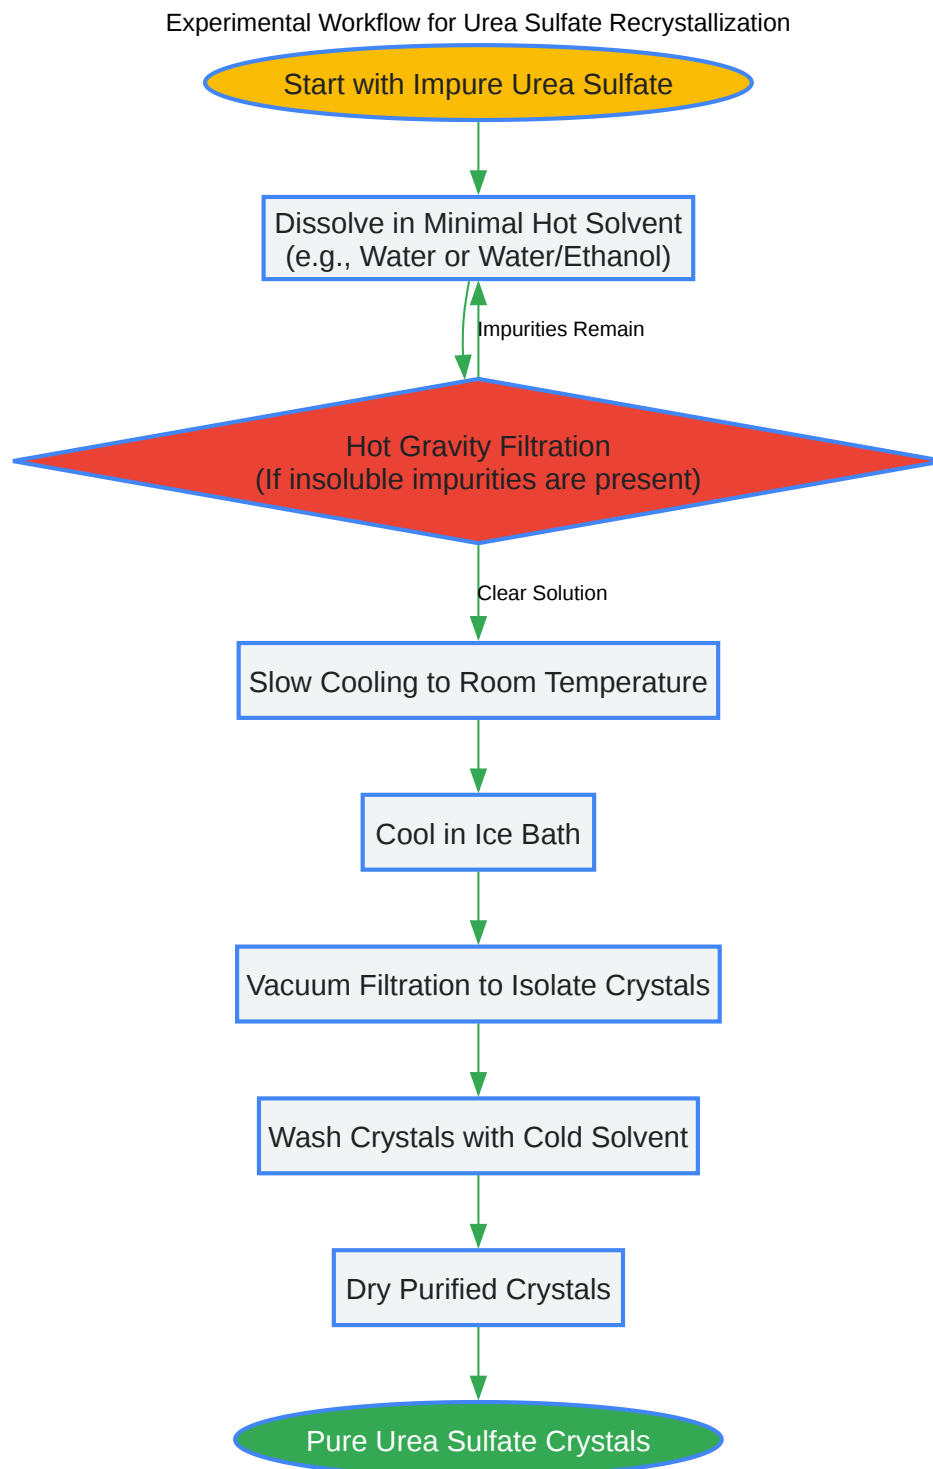 Experimental Workflow for Urea Sulfate Recrystallization
Start with Impure Urea Sulfate
Dissolve in Minimal Hot Solvent
(e.g., Water or Water/Ethanol)
Impurities Remain
Hot Gravity Filtration
(If insoluble impurities are present)
Clear Solution
Slow Cooling to Room Temperature
Cool in Ice Bath
Vacuum Filtration to Isolate Crystals
Wash Crystals with Cold Solvent
Dry Purified Crystals
Pure Urea Sulfate Crystals